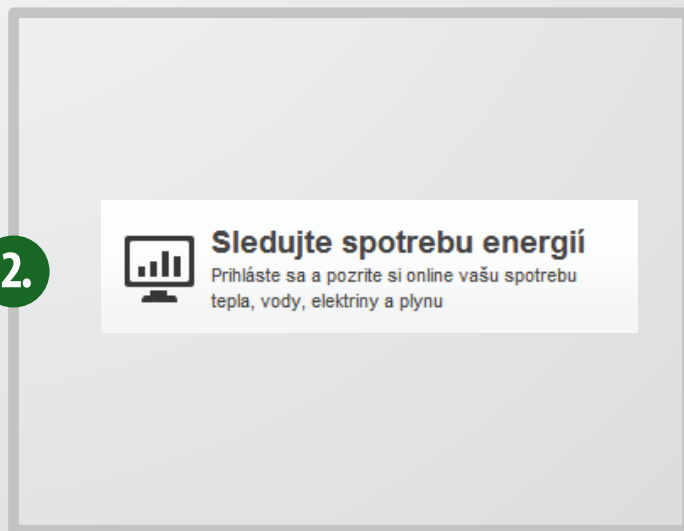 2.
Sledujte spotrebu energií
Prihláste sa a pozrite si online vašu spotrebu
tepla, vody, elektriny a plynu